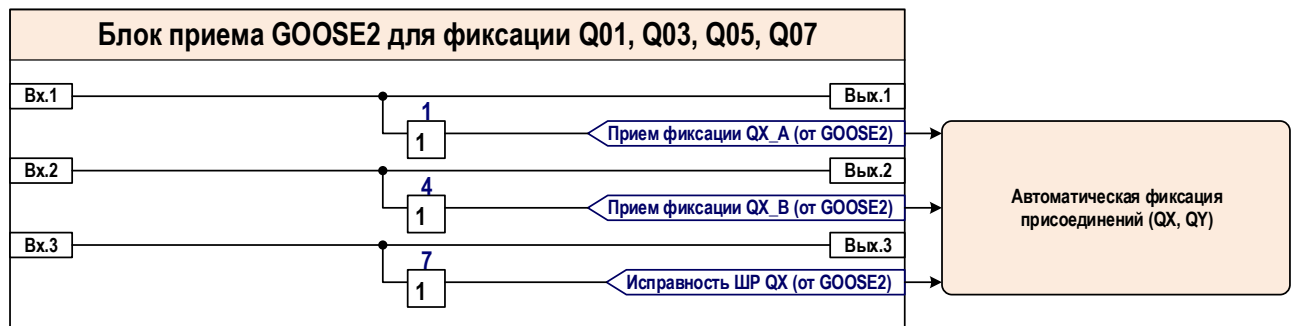 Блок приема GOOSE2 для фиксации Q01, Q03, Q05, Q07
Вх.1
Вых.1
1
1
Прием фиксации QX_A (от GOOSE2)
Вх.2
Вых.2
4
1
Прием фиксации QX_B (от GOOSE2)
Вх.3
Вых.3
7
1
Исправность ШР QX (от GOOSE2)
Автоматическая фиксация
присоединений (QX, QY)